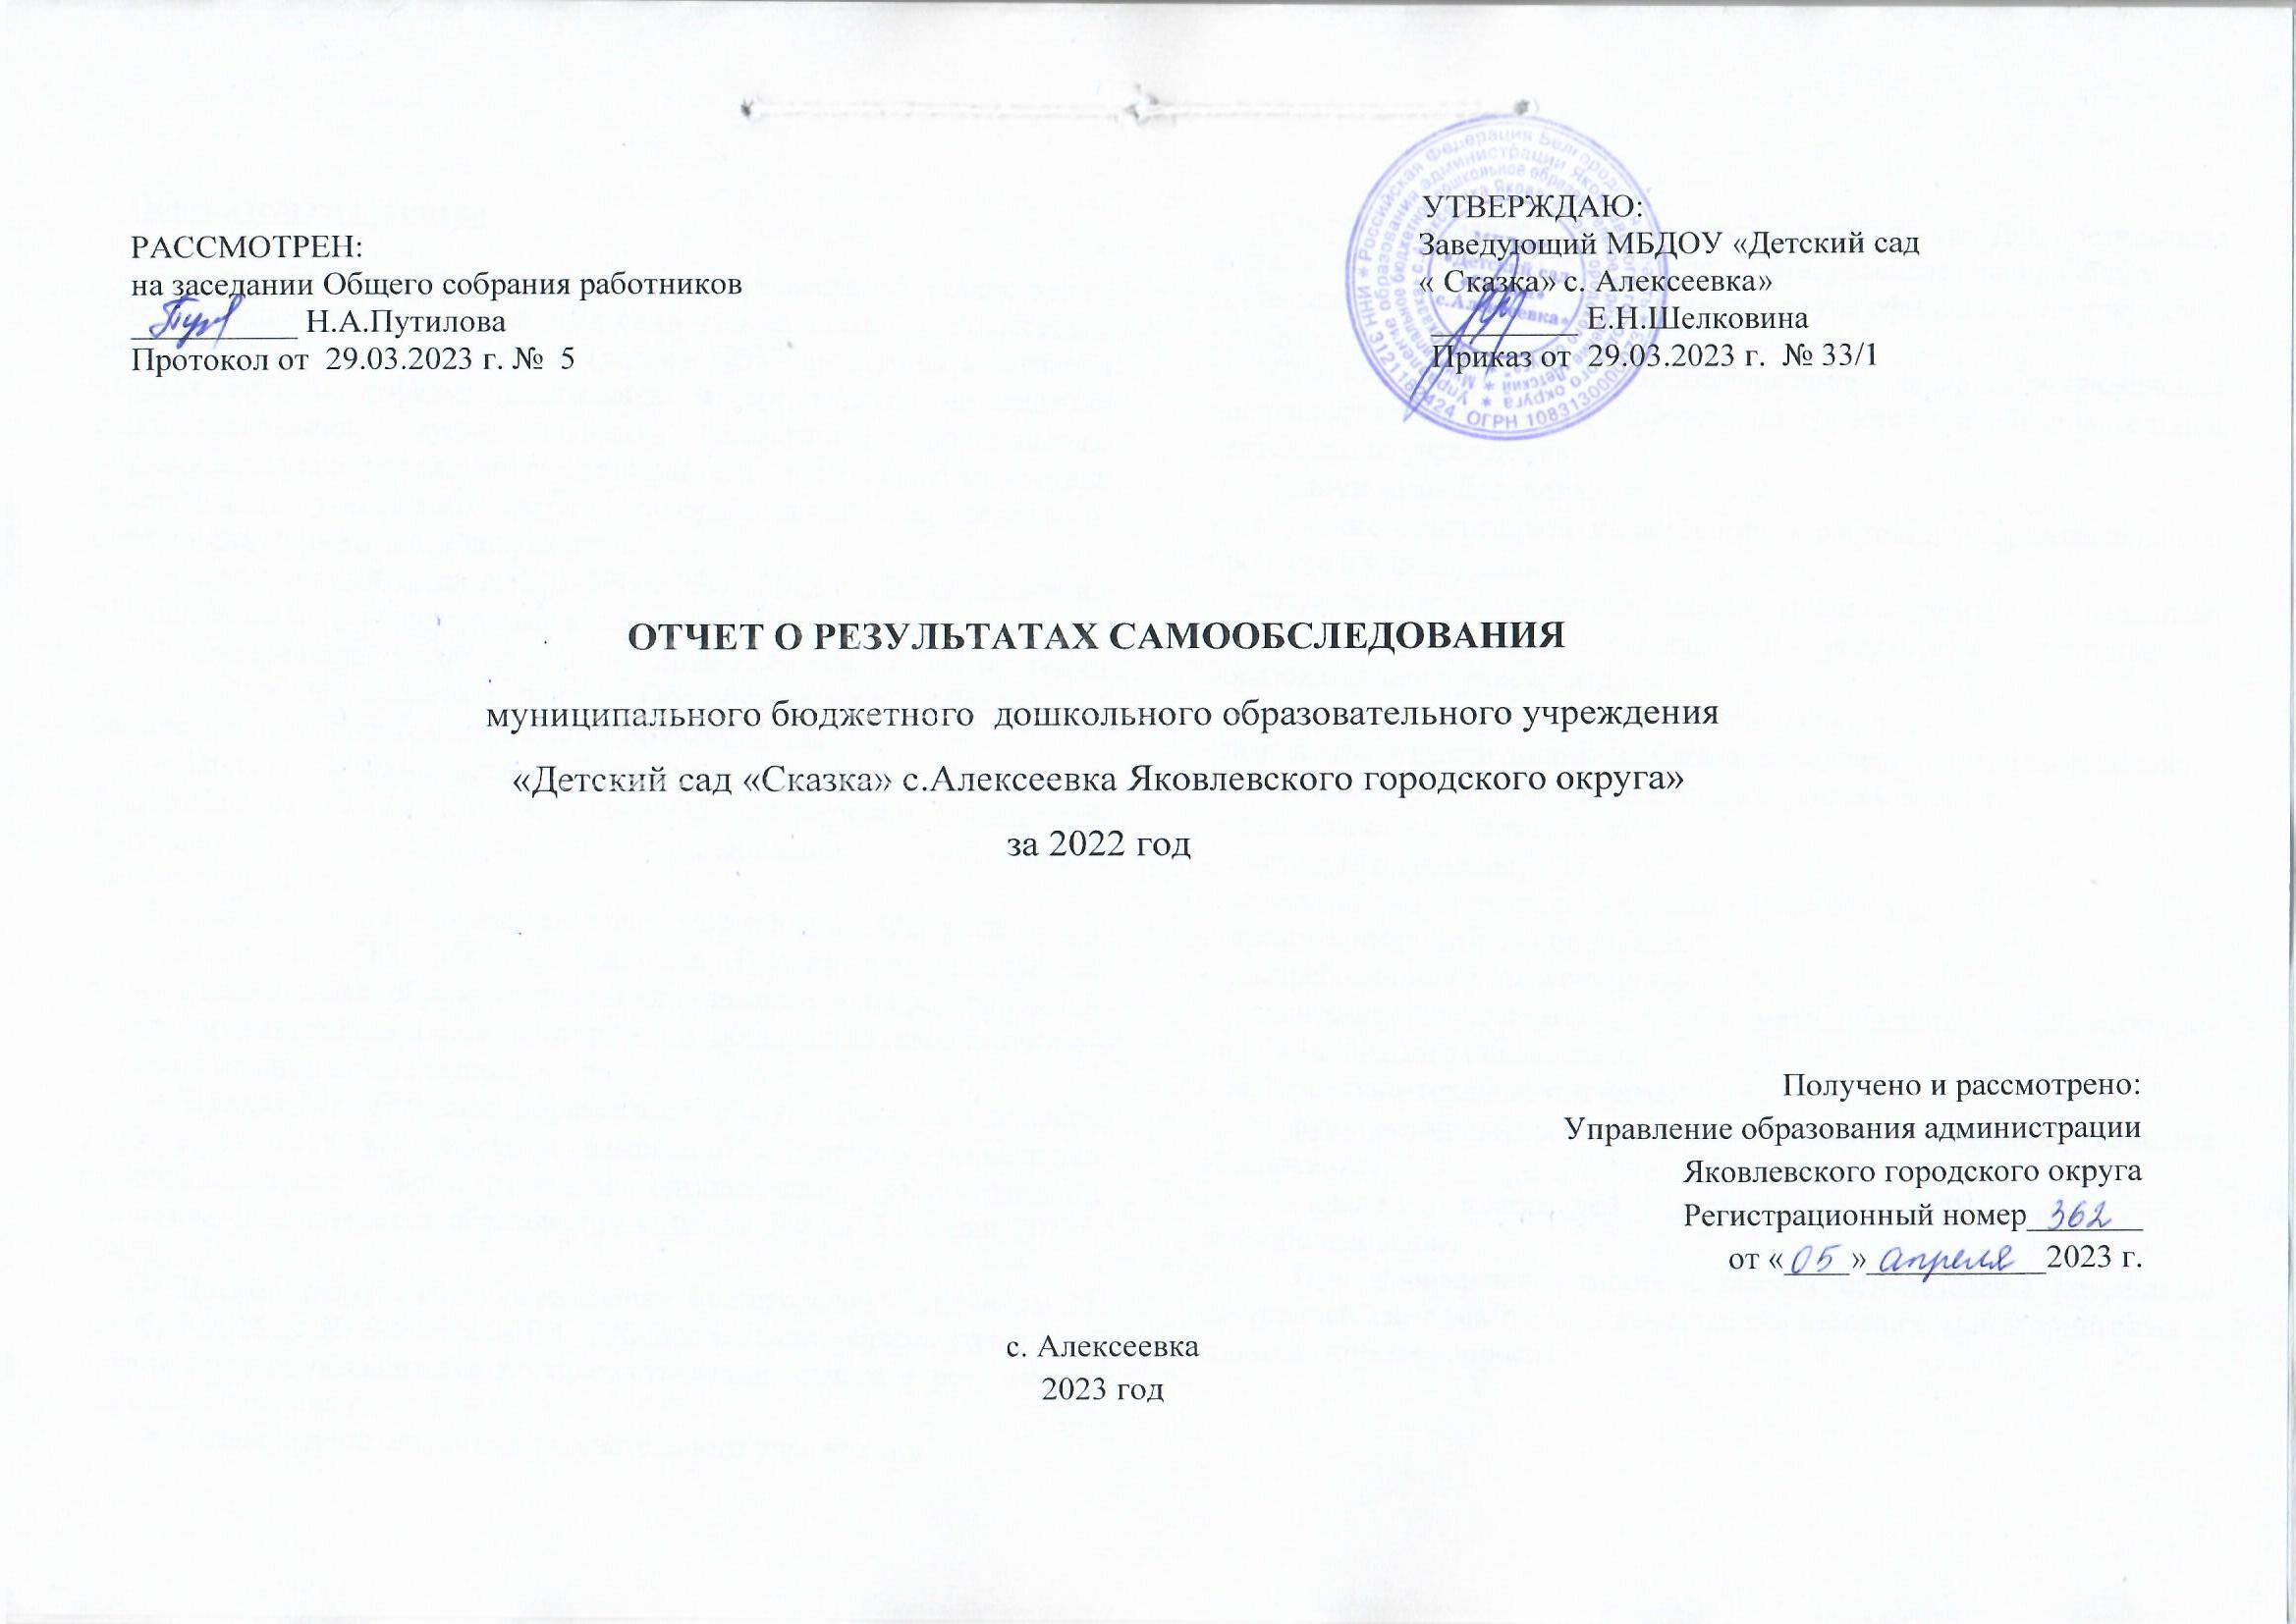 РАССМОТРЕН:
на заседании Общего собрания работников
__________ Н.А.Путилова
Протокол от 29.03.2023 г. № 5
УТВЕРЖДАЮ:
Заведующий МБДОУ «Детский сад
« Сказка» с. Алексеевка»
_________ Е.Н.Шелковина
Приказ от 29.03.2023 г. № 33/1
ОТЧЕТ О РЕЗУЛЬТАТАХ САМООБСЛЕДОВАНИЯ
муниципального бюджетного дошкольного образовательного учреждения
«Детский сад «Сказка» с.Алексеевка Яковлевского городского округа»
за 2022 год
Получено и рассмотрено:
Управление образования администрации
Яковлевского городского округа
Регистрационный номер 362
от «05» апреля 2023 г.
с. Алексеевка
2023 год